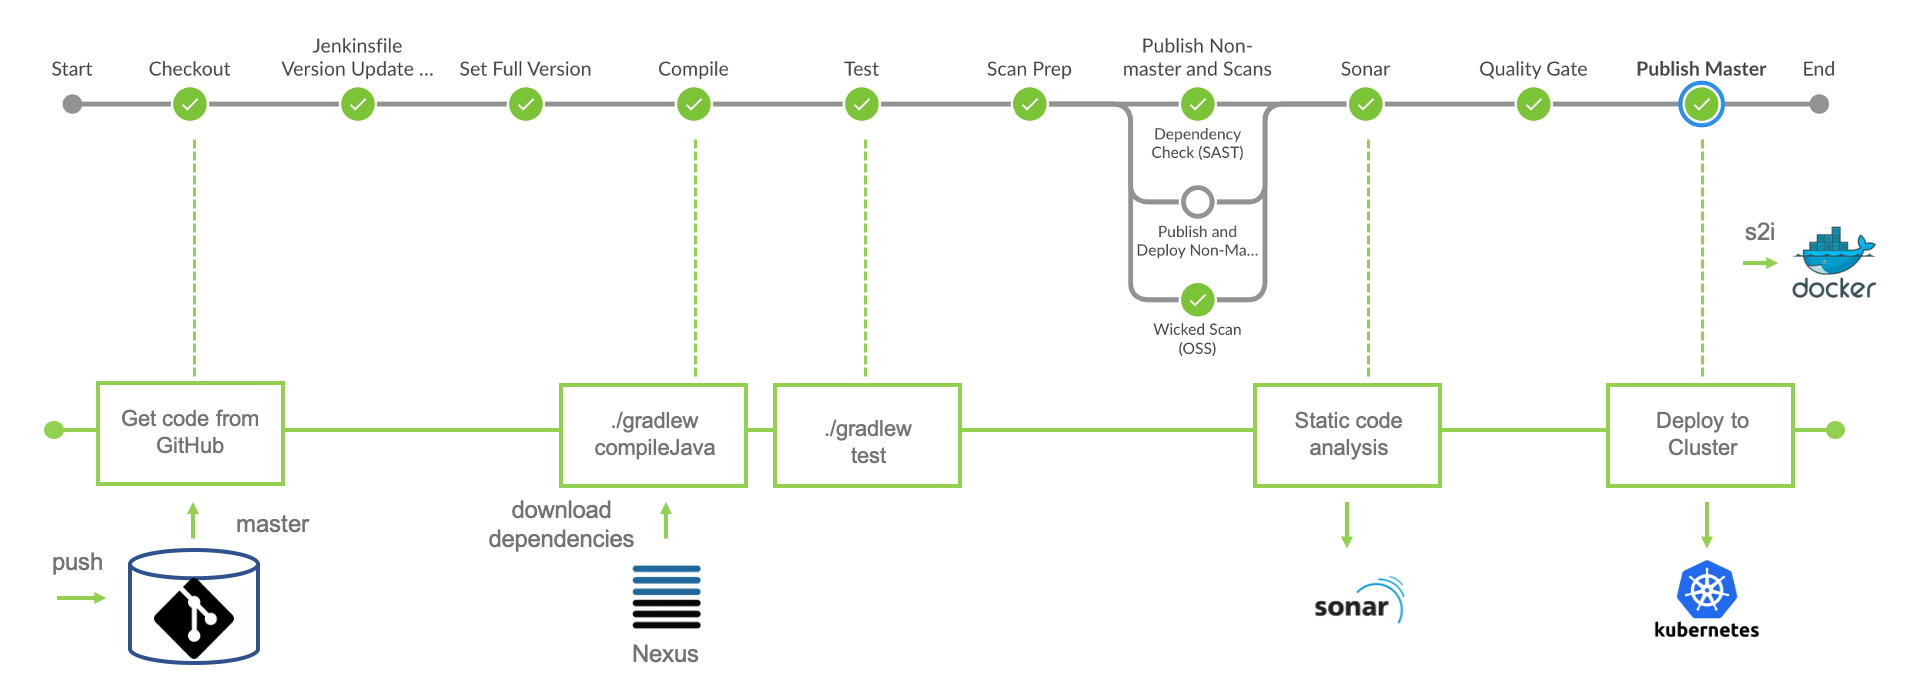 Start
Checkout
Jenkinsfile
Version Update ...
Set Full Version
Compile
Test
Scan Prep
Publish Non-
master and Scans
Sonar
Quality Gate
Publish Master
End
Dependency
Check (SAST)
Publish and
Deploy Non-Ma...
Wicked Scan
(OSS)
s2i
docker
Get code from
GitHub
./gradlew
compileJava
./gradlew
test
Static code
analysis
Deploy to
Cluster
master
push
download
dependencies
Nexus
sonar
kubernetes